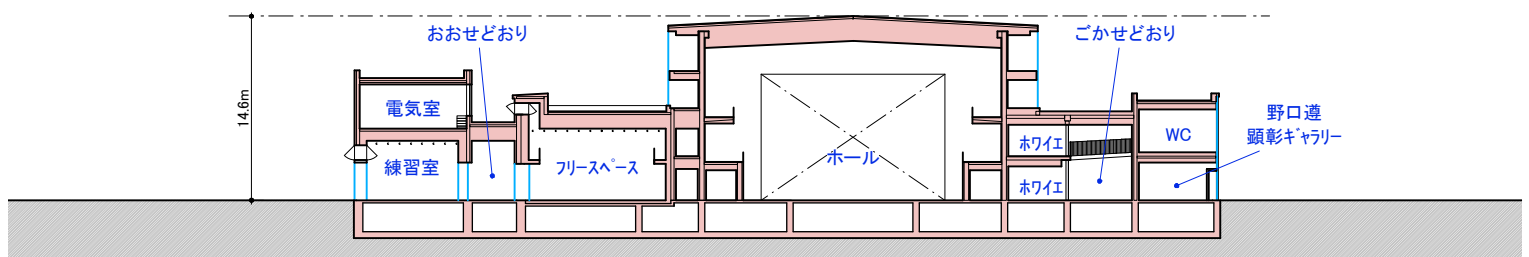 おおせどおり
ごかせどおり
14.6m
電気室
野口遵
顕彰ギャラリー
WC
ホワイエ
練習室
フリースペース
ホール
ホワイエ